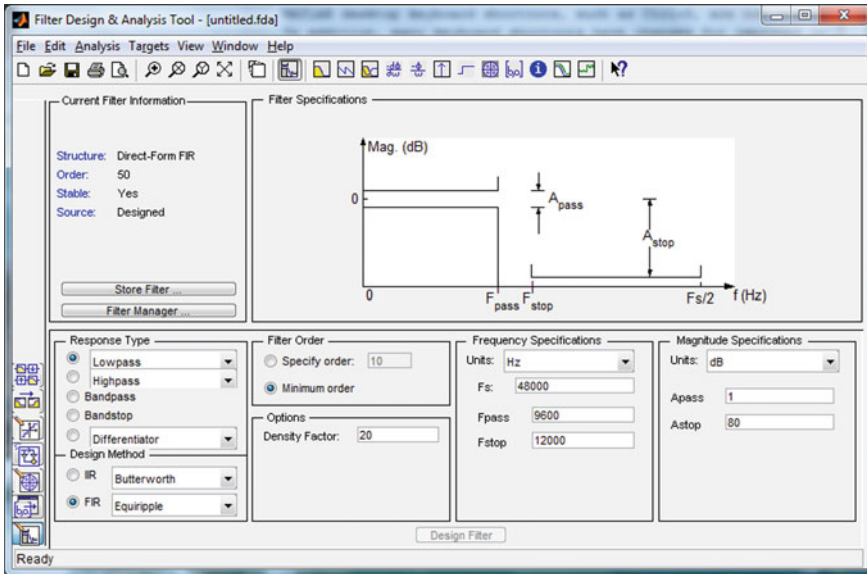 Filter Design & Analysis Tool - [untitled.fda]
File Edit Analysis Targets View Window Help
Current Filter Information
Structure: Direct-Form FIR
Order: 50
Stable: Yes
Source: Designed
Store Filter ...
Filter Manager ...
Filter Specifications
Mag. (dB)
0
A pass
A stop
0
F pass
F stop
Fs/2
f (Hz)
Response Type
Lowpass
Highpass
Bandpass
Bandstop
Differentiator
Design Method
IIR Butterworth
FIR Equiripple
Filter Order
Specify order: 10
Minimum order
Options
Density Factor: 20
Frequency Specifications
Units: Hz
Fs: 48000
Fpass 9600
Fstop 12000
Magnitude Specifications
Units: dB
Apass 1
Astop 80
Design Filter
Ready